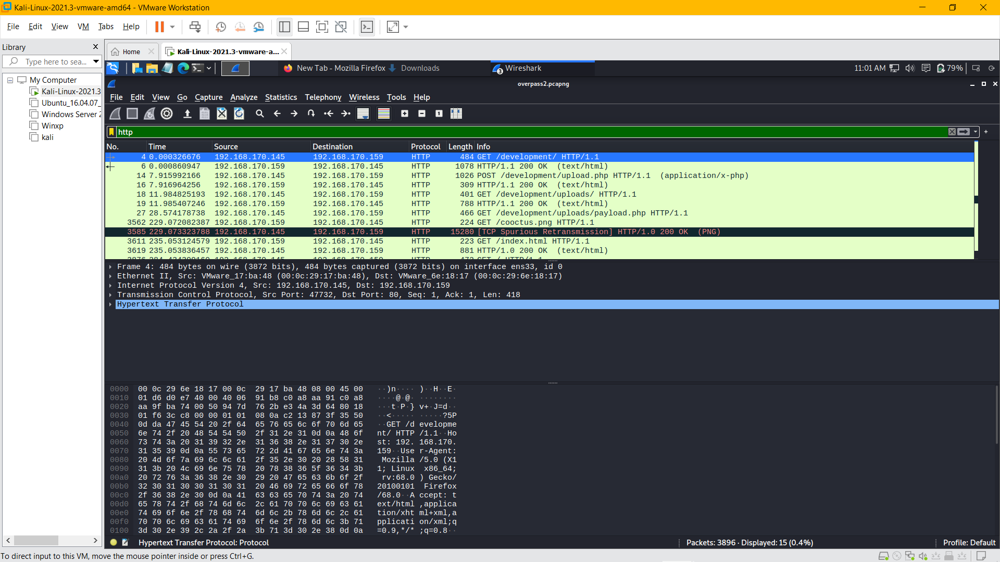 Kali-Linux-2021.3-vmware-amd64 - VMware Workstation
File Edit View VM Tabs Help
Library
Type here to sea...
My Computer
Kali-Linux-2021.3
Ubuntu_16.04.07_
Windows Server 2
Winxp
kali
Home
Kali-Linux-2021.3-vmware-a...
New Tab - Mozilla Firefox
Downloads
3
Wireshark
11:01 AM
79%
overpass2.pcapng
File Edit View Go Capture Analyze Statistics Telephony Wireless Tools Help
http
No. Time Source Destination Protocol Length Info
4 0.000326676 192.168.170.145 192.168.170.159 HTTP 484 GET /development/ HTTP/1.1
6 0.000860947 192.168.170.159 192.168.170.145 HTTP 1078 HTTP/1.1 200 OK (text/html)
14 7.915992166 192.168.170.145 192.168.170.159 HTTP 1026 POST /development/upload.php HTTP/1.1 (application/x-php)
16 7.916964256 192.168.170.159 192.168.170.145 HTTP 309 HTTP/1.1 200 OK (text/html)
18 11.984825193 192.168.170.145 192.168.170.159 HTTP 401 GET /development/uploads/ HTTP/1.1
19 11.985407246 192.168.170.159 192.168.170.145 HTTP 788 HTTP/1.1 200 OK (text/html)
27 28.574178738 192.168.170.145 192.168.170.159 HTTP 466 GET /development/uploads/payload.php HTTP/1.1
3562 229.072082387 192.168.170.159 192.168.170.145 HTTP 224 GET /cooctus.png HTTP/1.1
3585 229.073323788 192.168.170.145 192.168.170.159 HTTP 15280 [TCP Spurious Retransmission] HTTP/1.0 200 OK (PNG)
3611 235.053124579 192.168.170.159 192.168.170.145 HTTP 223 GET /index.html HTTP/1.1
3619 235.053836457 192.168.170.145 192.168.170.159 HTTP 881 HTTP/1.0 200 OK (text/html)
Frame 4: 484 bytes on wire (3872 bits), 484 bytes captured (3872 bits) on interface ens33, id 0
Ethernet II, Src: VMware_17:ba:48 (00:0c:29:17:ba:48), Dst: VMware_6e:18:17 (00:0c:29:6e:18:17)
Internet Protocol Version 4, Src: 192.168.170.145, Dst: 192.168.170.159
Transmission Control Protocol, Src Port: 47732, Dst Port: 80, Seq: 1, Ack: 1, Len: 418
Hypertext Transfer Protocol
0000 00 0c 29 6e 18 17 00 0c 29 17 ba 48 08 00 45 00 ··)n···· )··H··E·
0010 01 d6 d0 e7 40 00 40 06 91 b8 c0 a8 aa 91 c0 a8 ····@·@· ········
0020 aa 9f ba 74 00 50 94 7d 76 2b e3 4a 3d 64 80 18 ···t·P·} v+·J=d··
0030 01 f6 3c c8 00 00 01 01 08 0a c2 13 87 3f 35 50 ··<····· ·····?5P
0040 0d da 47 45 54 20 2f 64 65 76 65 6c 6f 70 6d 65 ··GET /d evelopme
0050 6e 74 2f 20 48 54 54 50 2f 31 2e 31 0d 0a 48 6f nt/ HTTP /1.1··Ho
0060 73 74 3a 20 31 39 32 2e 31 36 38 2e 31 37 30 2e st: 192. 168.170.
0070 31 35 39 0d 0a 55 73 65 72 2d 41 67 65 6e 74 3a 159··Use r-Agent:
0080 20 4d 6f 7a 69 6c 6c 61 2f 35 2e 30 20 28 58 31 Mozilla /5.0 (X1
0090 31 3b 20 4c 69 6e 75 78 20 78 38 36 5f 36 34 3b 1; Linux x86_64;
00a0 20 72 76 3a 36 38 2e 30 29 20 47 65 63 6b 6f 2f rv:68.0 ) Gecko/
00b0 32 30 31 30 30 31 30 31 20 46 69 72 65 66 6f 78 20100101 Firefox
00c0 2f 36 38 2e 30 0d 0a 41 63 63 65 70 74 3a 20 74 /68.0··A ccept: t
00d0 65 78 74 2f 68 74 6d 6c 2c 61 70 70 6c 69 63 61 ext/html ,applica
00e0 74 69 6f 6e 2f 78 68 74 6d 6c 2b 78 6d 6c 2c 61 tion/xht ml+xml,a
00f0 70 70 6c 69 63 61 74 69 6f 6e 2f 78 6d 6c 3b 71 pplicati on/xml;q
0100 3d 30 2e 39 2c 2a 2f 2a 3b 71 3d 30 2e 38 0d 0a =0.9,*/* ;q=0.8··
Hypertext Transfer Protocol: Protocol
Packets: 3896 · Displayed: 15 (0.4%)
Profile: Default
To direct input to this VM, move the mouse pointer inside or press Ctrl+G.